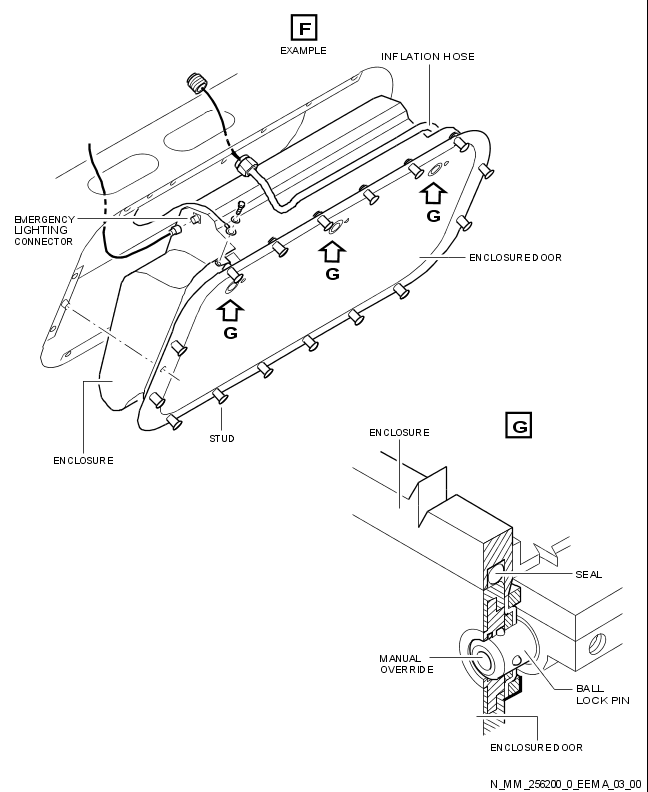 F
EXAMPLE
INFLATION HOSE
EMERGENCY
LIGHTING
CONNECTOR
G
G
G
ENCLOSURE DOOR
STUD
ENCLOSURE
G
ENCLOSURE
SEAL
MANUAL
OVERRIDE
BALL
LOCK PIN
ENCLOSURE DOOR
N_MM_256200_0_EEMA_03_00